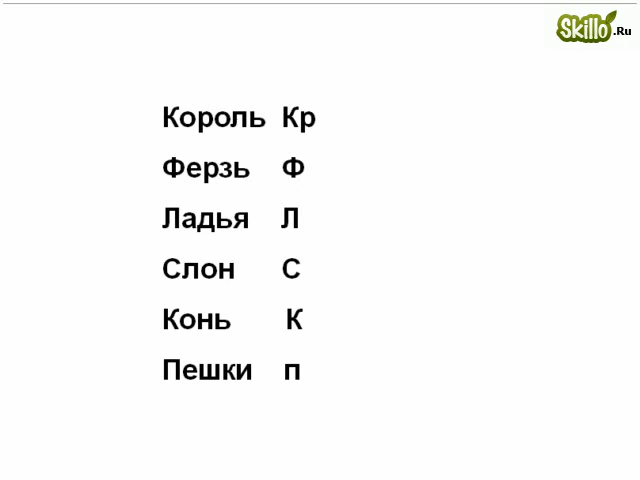 Skillo.Ru
Король Кр
Ферзь Ф
Ладья Л
Слон С
Конь К
Пешки п